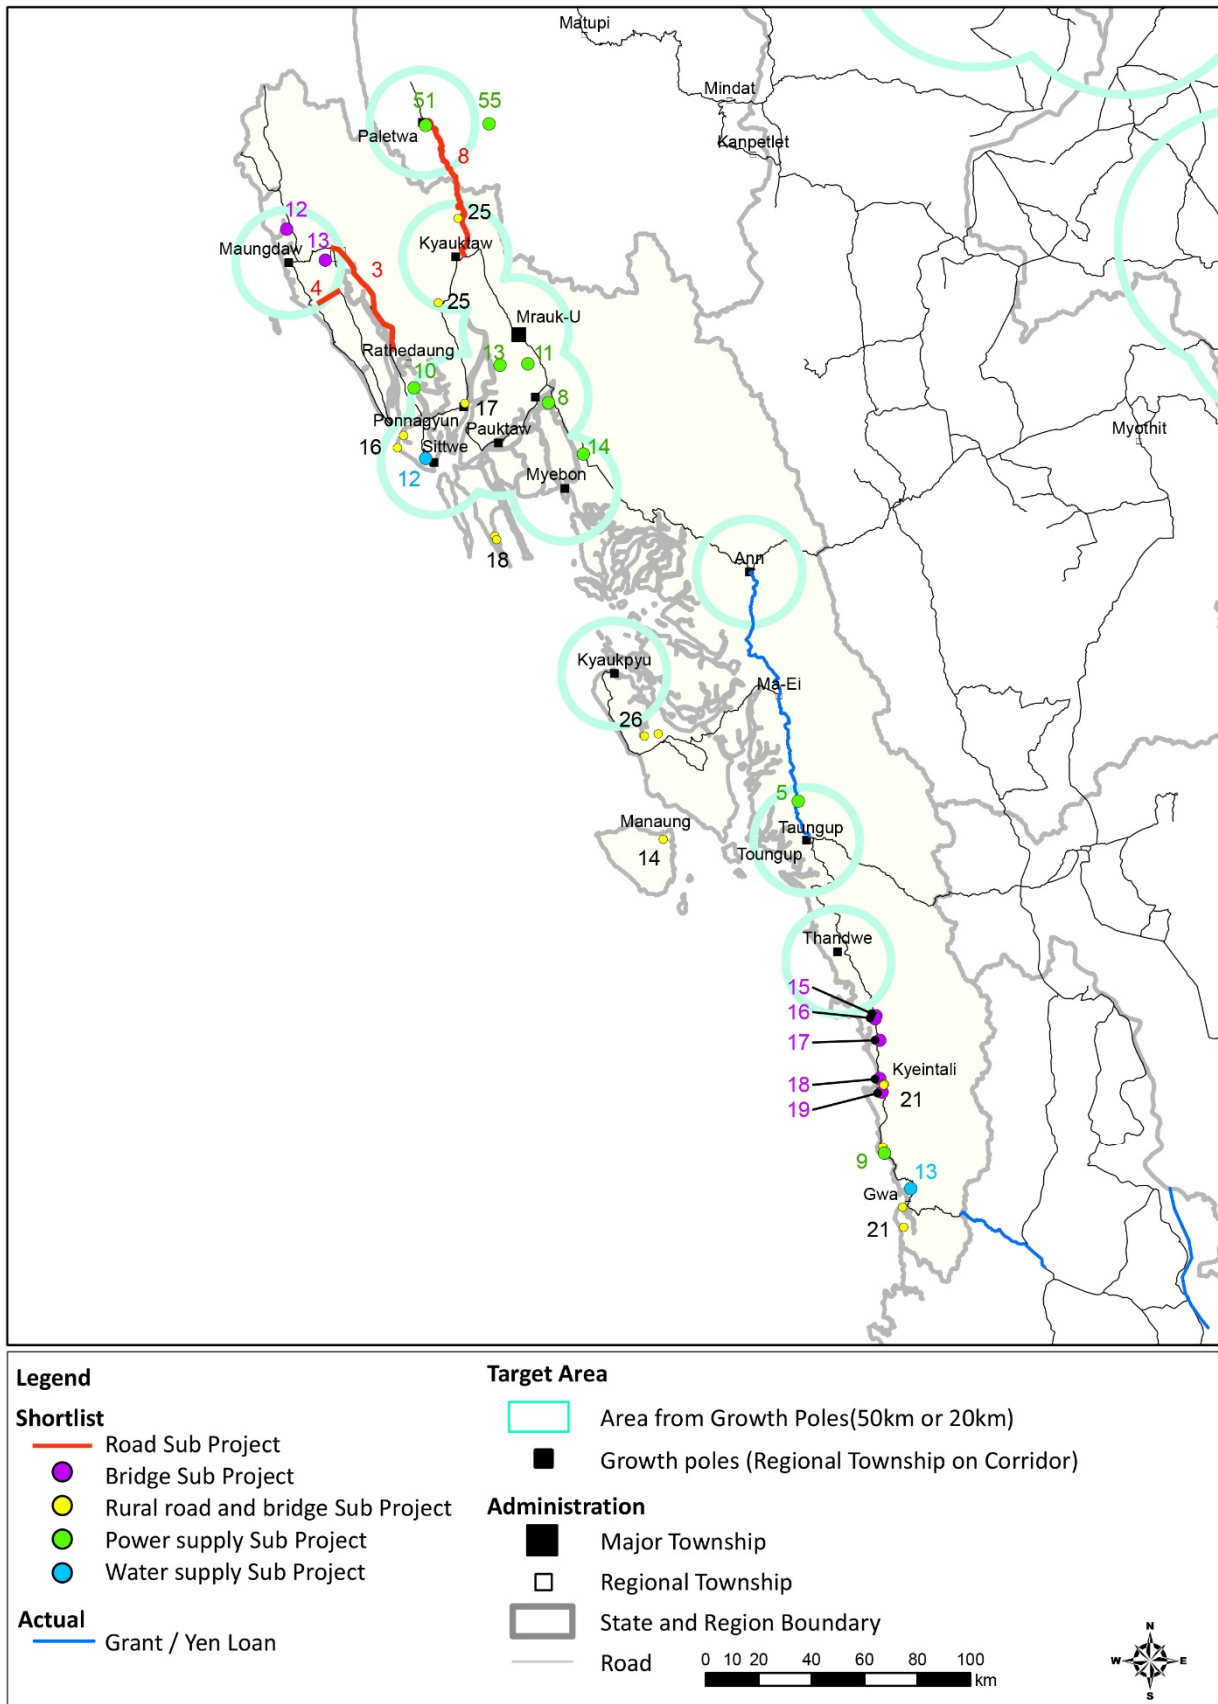 Matupi
Mindat
Kanpetlet
51
55
Paletwa
8
12
25
13
Maungdaw
Kyauktaw
3
4
25
Mrauk-U
Rathedaung
13
11
10
8
17
Ponnagyun
Pauktaw
Myothit
16
Sittwe
14
12
Myebon
18
Ann
Kyaukpyu
Ma-Ei
26
5
Manaung
Taungup
14
Toungup
Thandwe
15
16
17
18
Kyeintali
19
21
9
13
Gwa
21
Legend
Shortlist
Road Sub Project
Bridge Sub Project
Rural road and bridge Sub Project
Power supply Sub Project
Water supply Sub Project
Actual
Grant / Yen Loan
Target Area
Area from Growth Poles(50km or 20km)
Growth poles (Regional Township on Corridor)
Administration
Major Township
Regional Township
State and Region Boundary
Road
0 10 20 40 60 80 100
km
N
W E
S